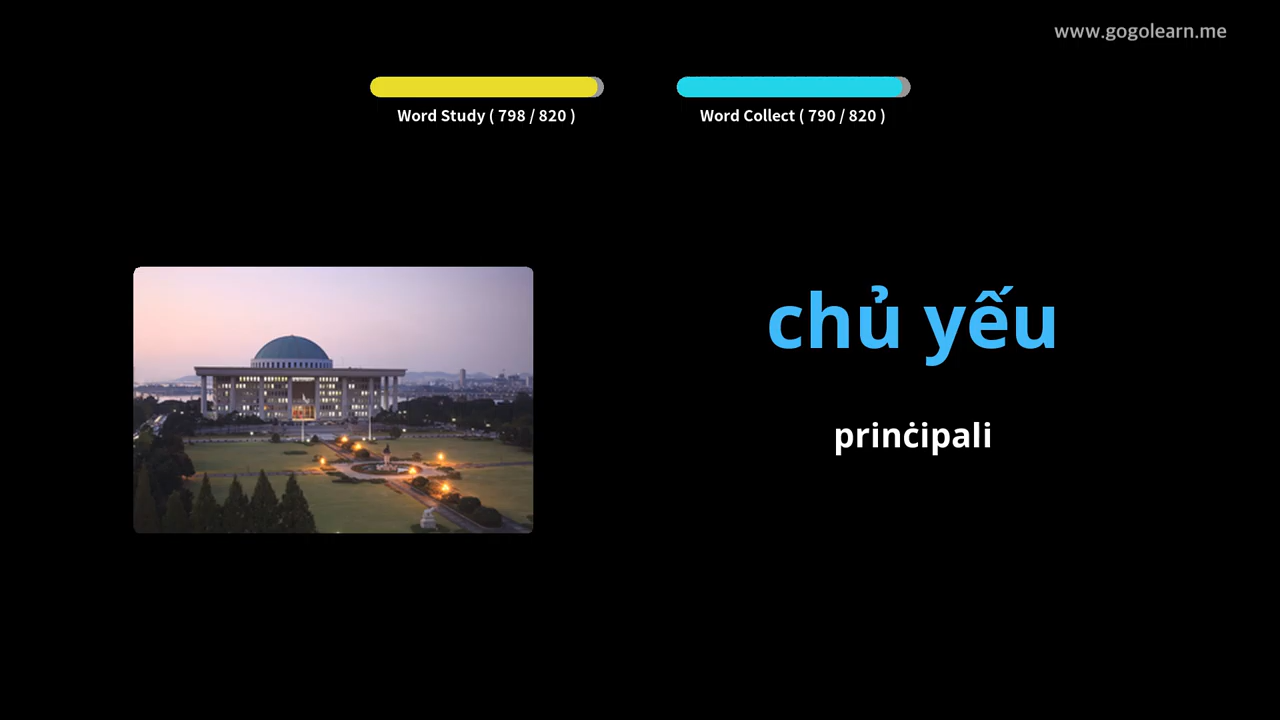 www.gogolearn.me
Word Study ( 798 / 820 )
Word Collect ( 790 / 820 )
chủ yếu
prinċipali